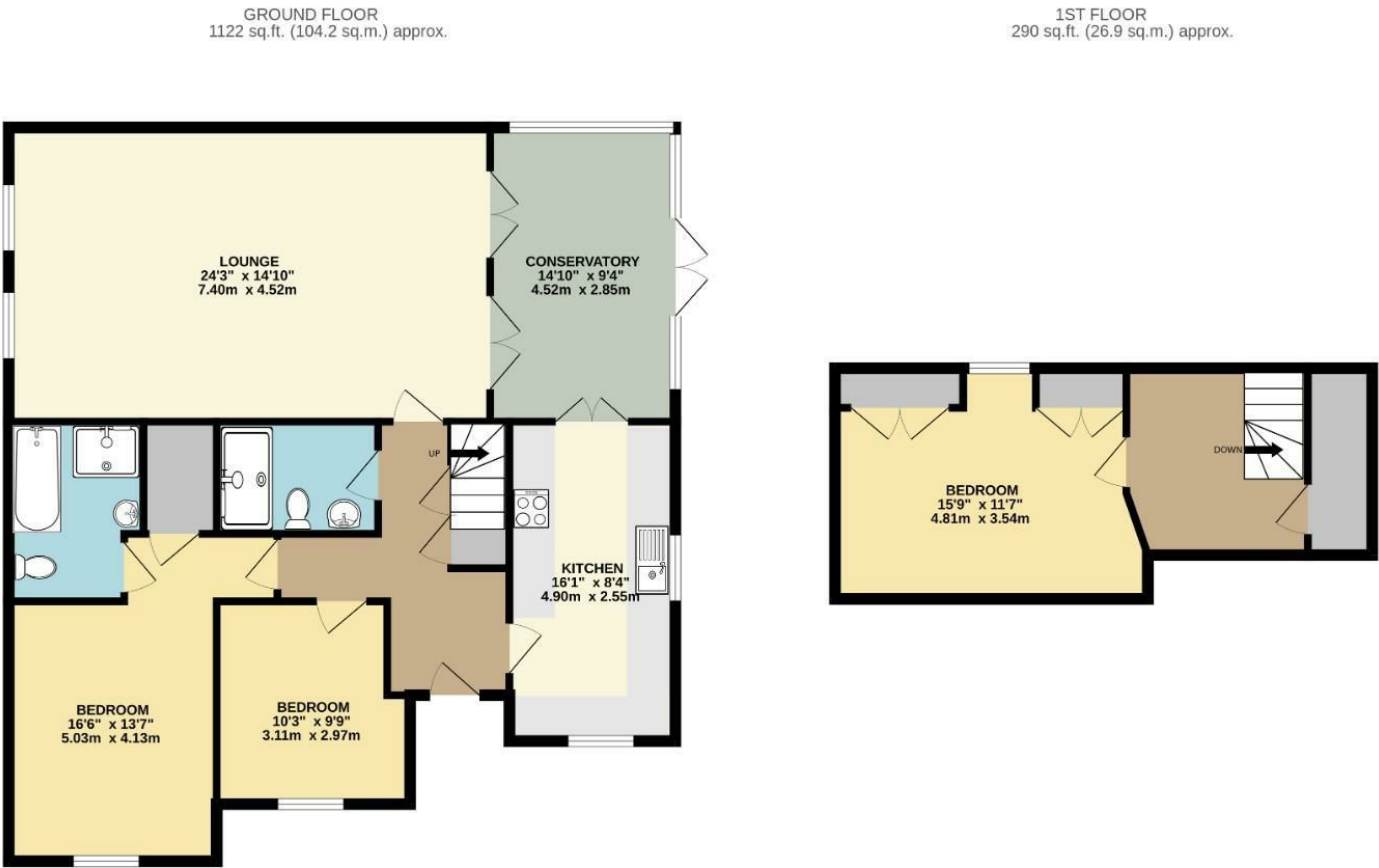 GROUND FLOOR
1122 sq.ft. (104.2 sq.m.) approx.
1ST FLOOR
290 sq.ft. (26.9 sq.m.) approx.
LOUNGE
24'3" x 14'10"
7.40m x 4.52m
CONSERVATORY
14'10" x 9'4"
4.52m x 2.85m
UP
KITCHEN
16'1" x 8'4"
4.90m x 2.55m
BEDROOM
16'6" x 13'7"
5.03m x 4.13m
BEDROOM
10'3" x 9'9"
3.11m x 2.97m
BEDROOM
15'9" x 11'7"
4.81m x 3.54m
DOWN